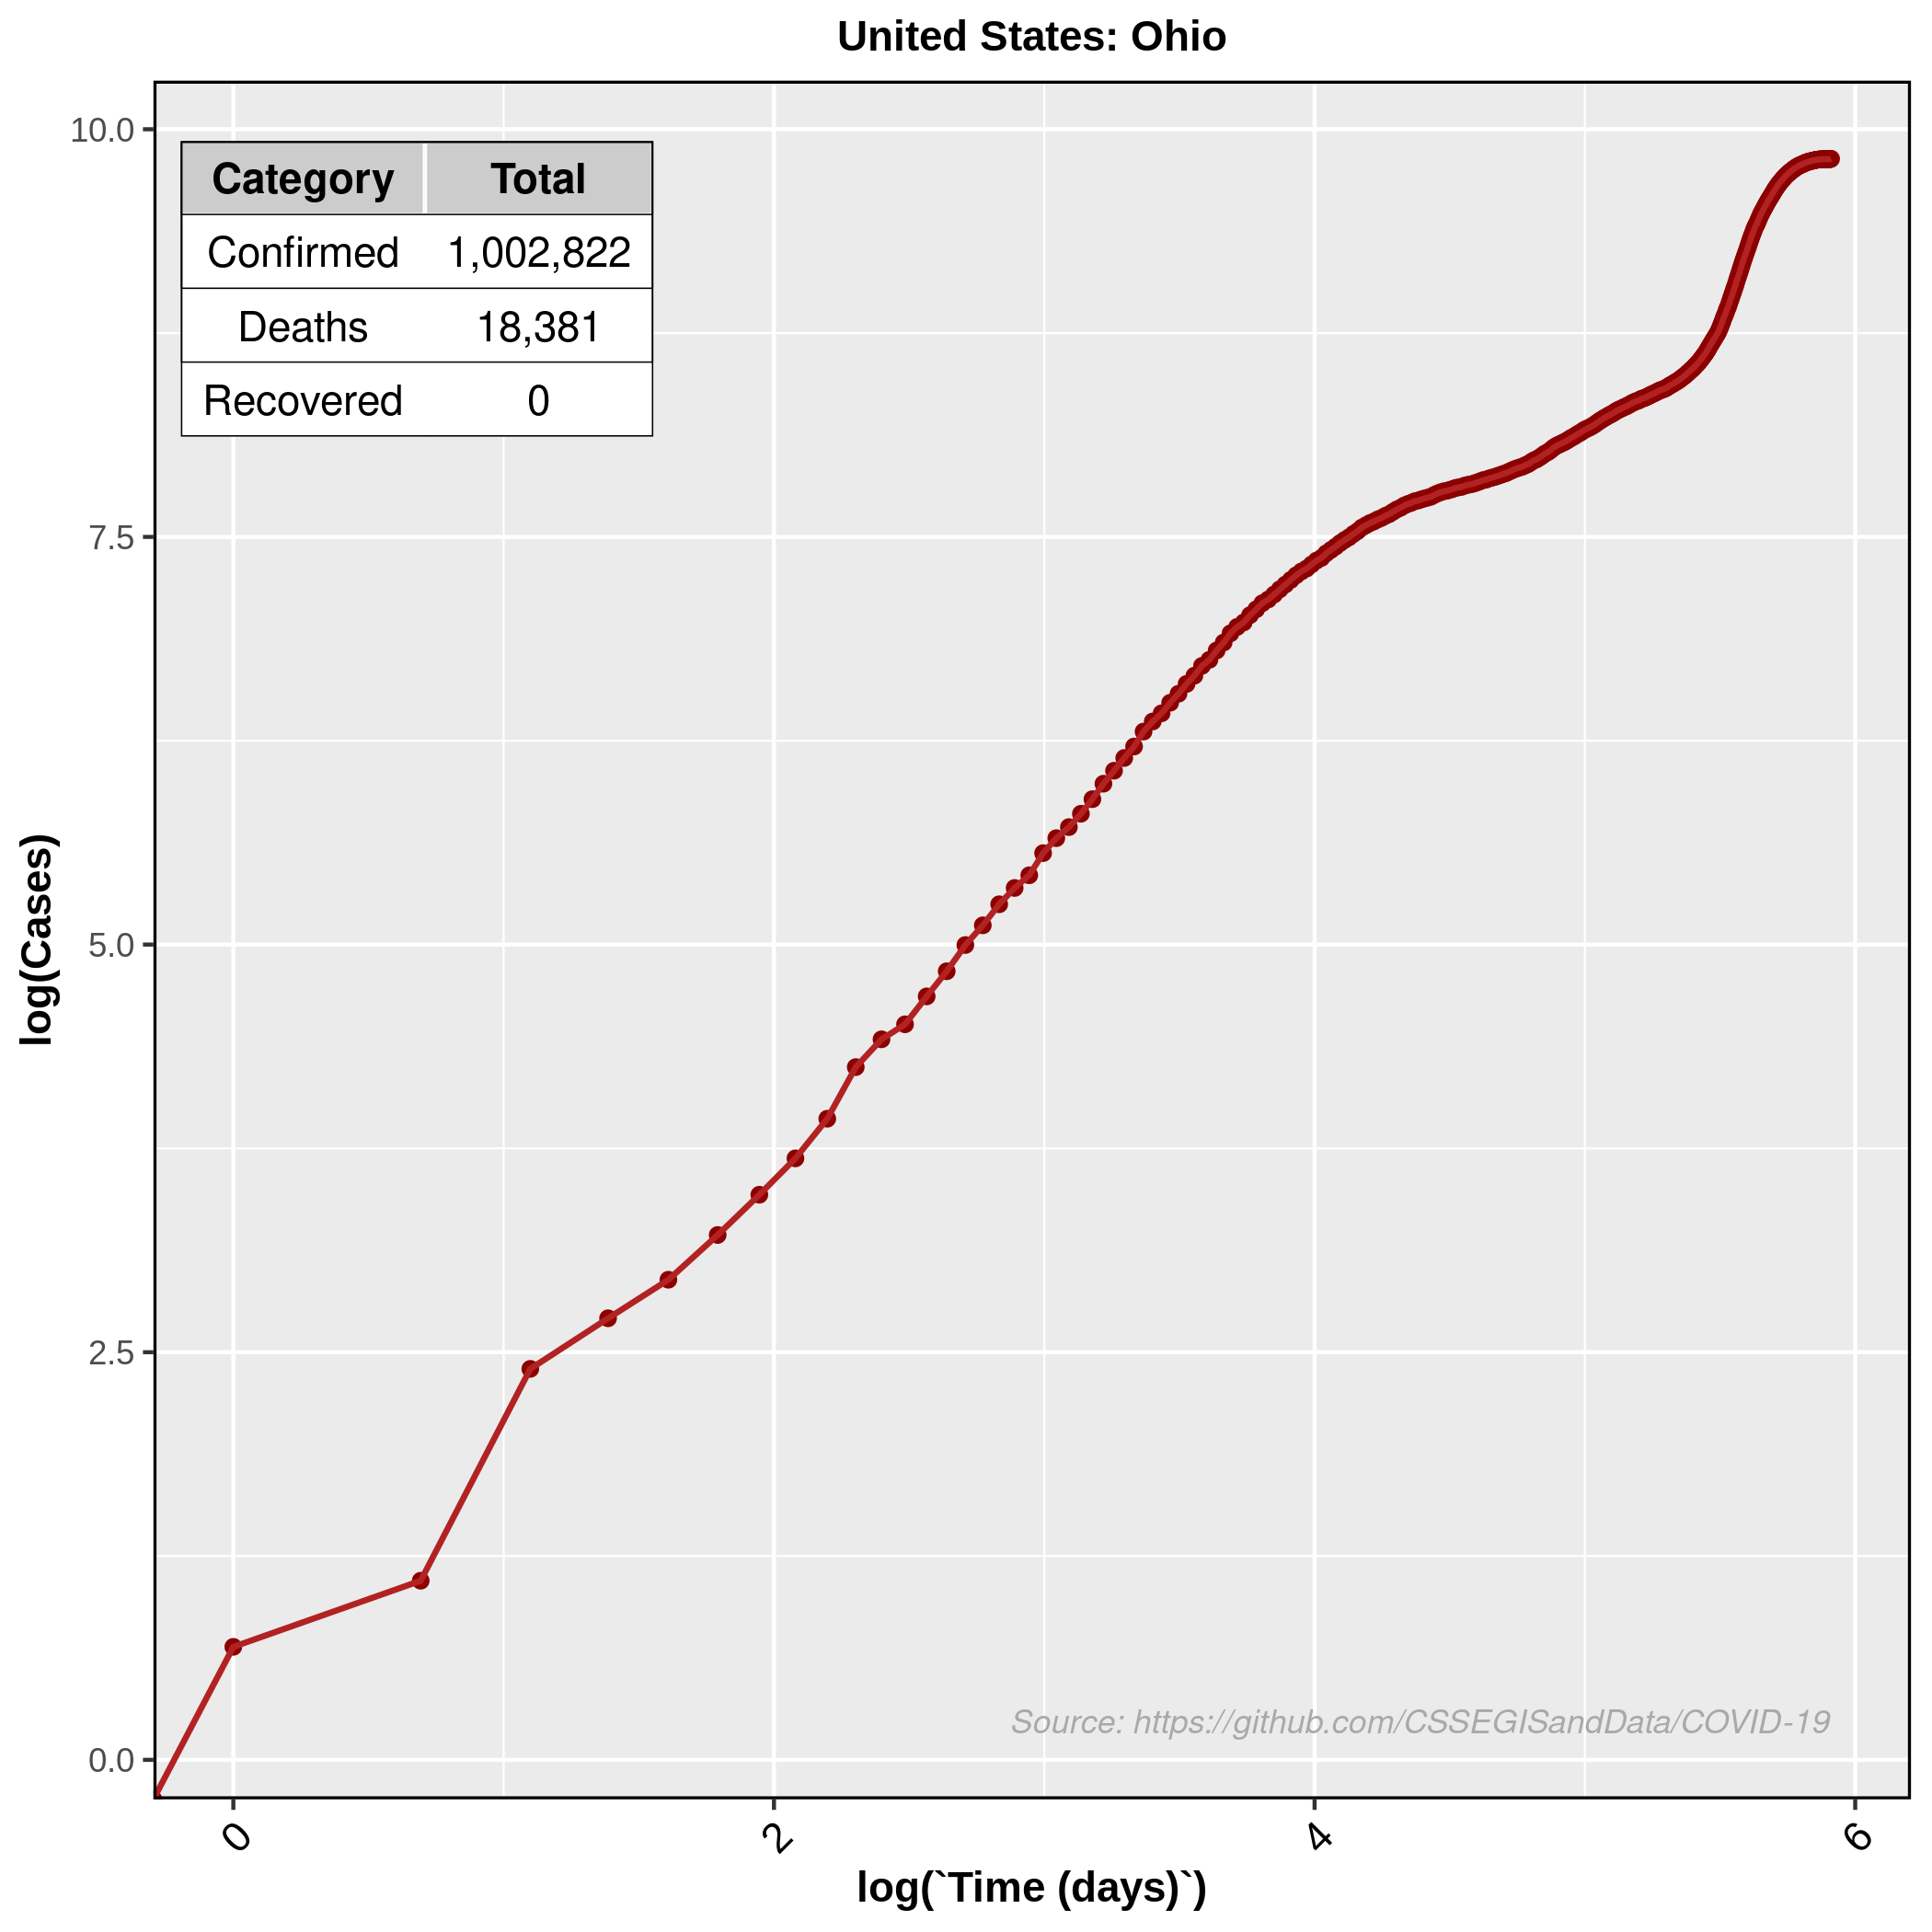 United States: Ohio
10.0
7.5
5.0
2.5
0.0
log(Cases)
Category Total
Confirmed 1,002,822
Deaths 18,381
Recovered 0
Source: https://github.com/CSSEGISandData/COVID-19
0 2 4 6
log(`Time (days)`)